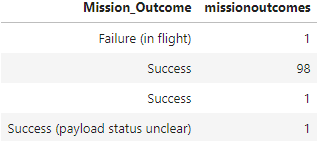 Mission_Outcome missionoutcomes
Failure (in flight) 1
Success 98
Success 1
Success (payload status unclear) 1